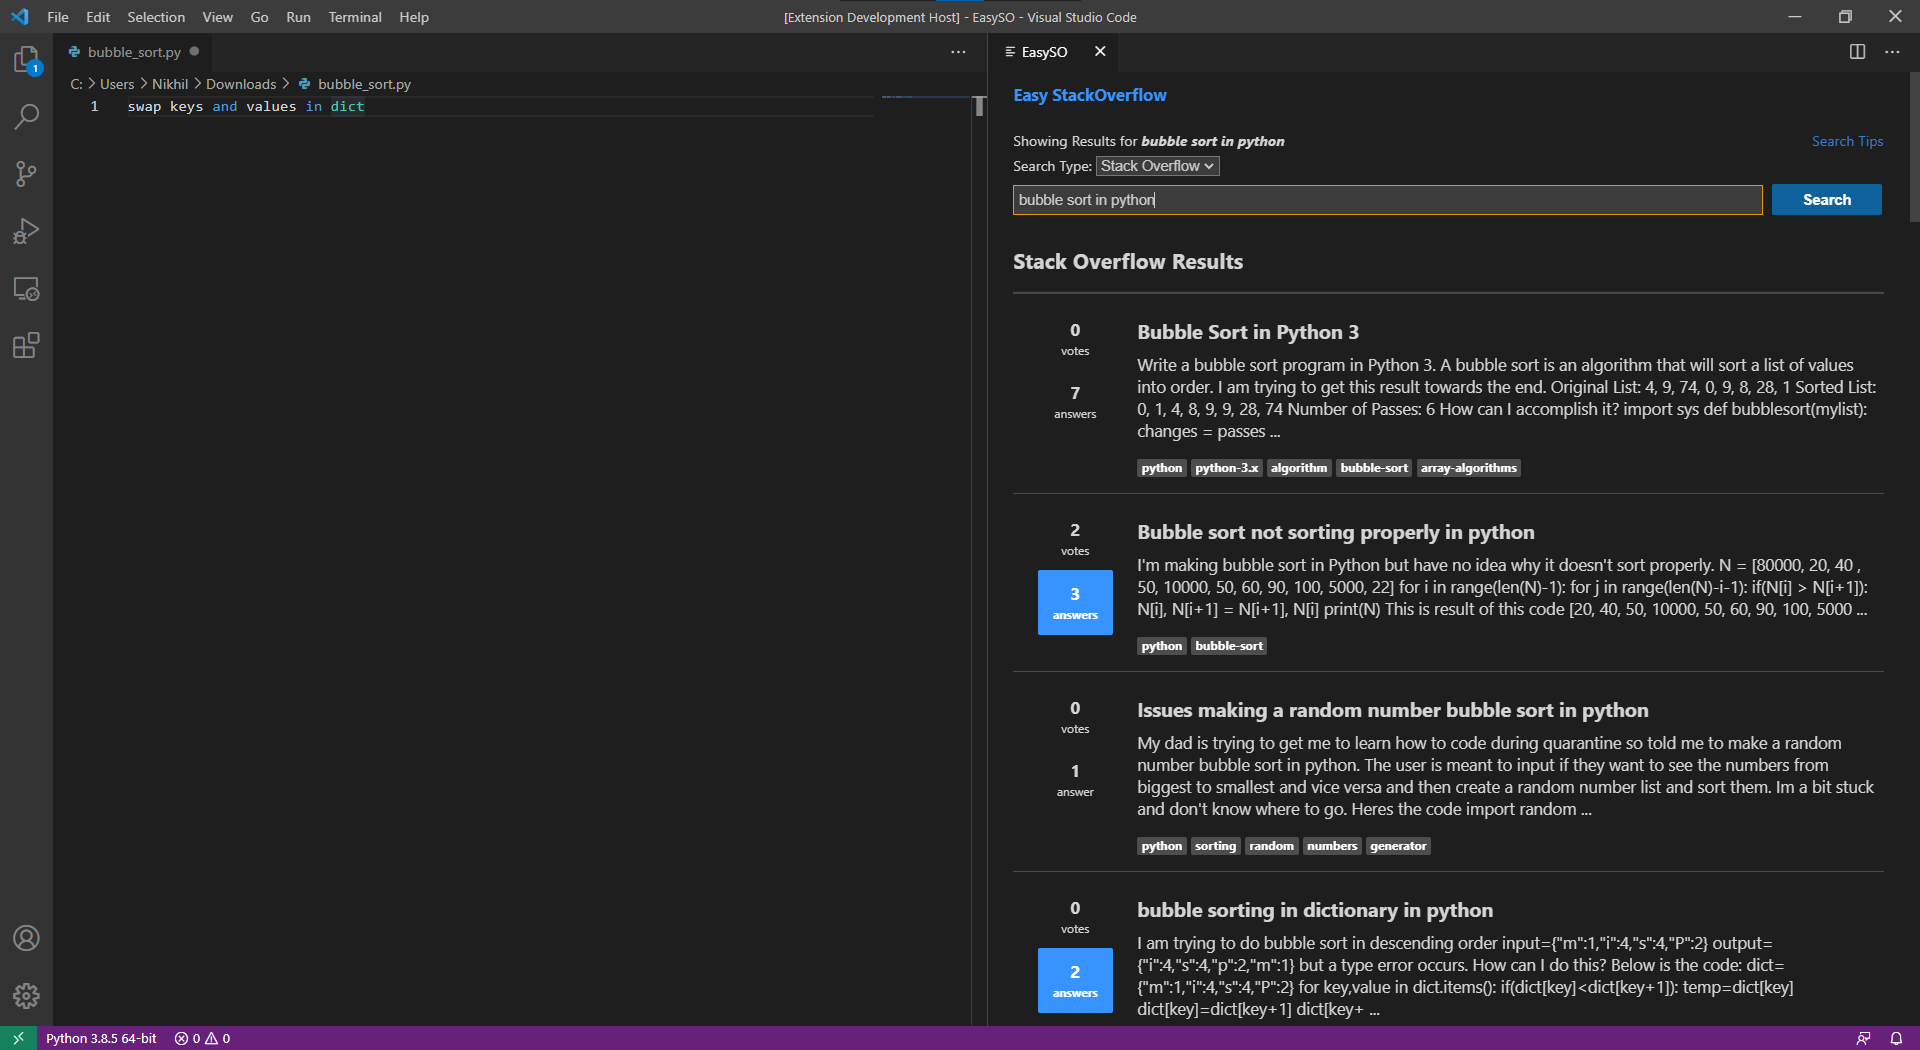 File Edit Selection View Go Run Terminal Help
[Extension Development Host] - EasySO - Visual Studio Code
1
bubble_sort.py
C: > Users > Nikhil > Downloads > bubble_sort.py
1 swap keys and values in dict
EasySO
Easy StackOverflow
Showing Results for bubble sort in python
Search Tips
Search Type: Stack Overflow
bubble sort in python
Search
Stack Overflow Results
0
votes
7
answers
Bubble Sort in Python 3
Write a bubble sort program in Python 3. A bubble sort is an algorithm that will sort a list of values
into order. I am trying to get this result towards the end. Original List: 4, 9, 74, 0, 9, 8, 28, 1 Sorted List:
0, 1, 4, 8, 9, 9, 28, 74 Number of Passes: 6 How can I accomplish it? import sys def bubblesort(mylist):
changes = passes ...
python python-3.x algorithm bubble-sort array-algorithms
2
votes
3
answers
Bubble sort not sorting properly in python
I'm making bubble sort in Python but have no idea why it doesn't sort properly. N = [80000, 20, 40 ,
50, 10000, 50, 60, 90, 100, 5000, 22] for i in range(len(N)-1): for j in range(len(N)-i-1): if(N[i] > N[i+1]):
N[i], N[i+1] = N[i+1], N[i] print(N) This is result of this code [20, 40, 50, 10000, 50, 60, 90, 100, 5000 ...
python bubble-sort
0
votes
1
answer
Issues making a random number bubble sort in python
My dad is trying to get me to learn how to code during quarantine so told me to make a random
number bubble sort in python. The user is meant to input if they want to see the numbers from
biggest to smallest and vice versa and then create a random number list and sort them. Im a bit stuck
and don't know where to go. Heres the code import random ...
python sorting random numbers generator
0
votes
2
answers
bubble sorting in dictionary in python
I am trying to do bubble sort in descending order input={"m":1,"i":4,"s":4,"P":2} output=
{"i":4,"s":4,"p":2,"m":1} but a type error occurs. How can I do this? Below is the code: dict=
{"m":1,"i":4,"s":4,"P":2} for key,value in dict.items(): if(dict[key]<dict[key+1]): temp=dict[key]
dict[key]=dict[key+1] dict[key+ ...
Python 3.8.5 64-bit 0 0